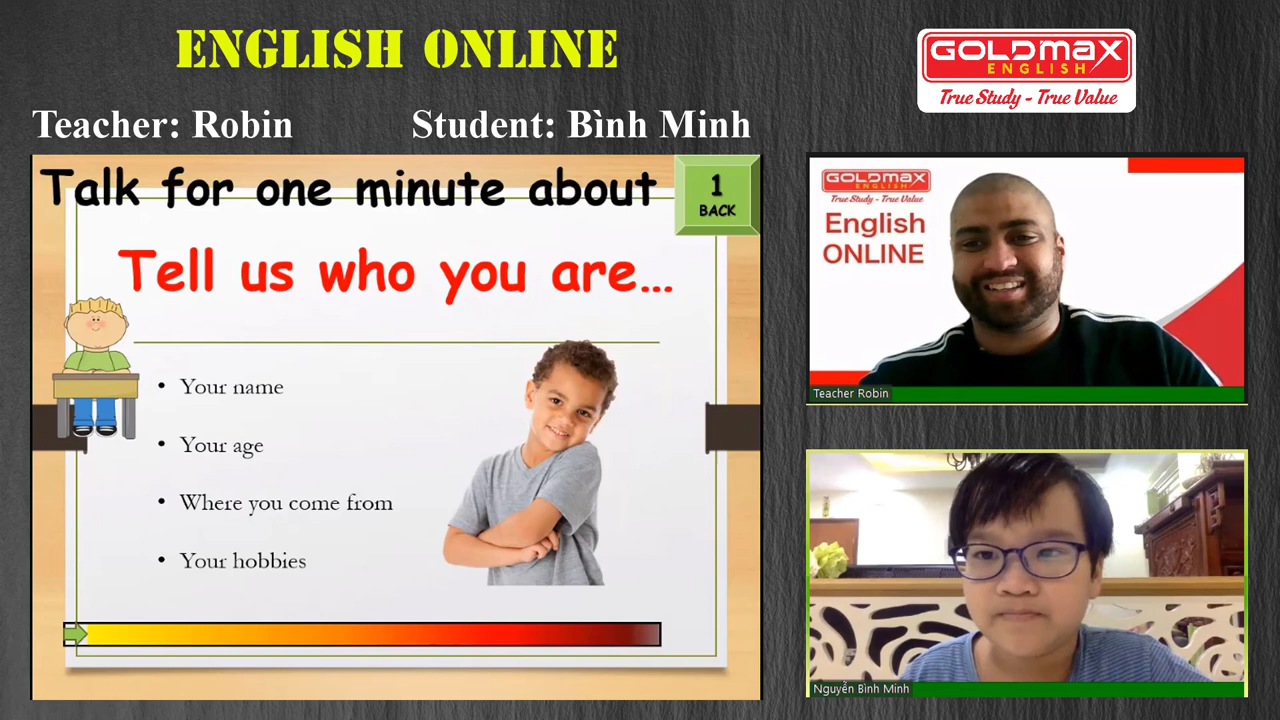 ENGLISH ONLINE
GOLDMAX
ENGLISH
True Study - True Value
Teacher: Robin
Student: Bình Minh
Talk for one minute about
1
BACK
Tell us who you are...
• Your name
• Your age
• Where you come from
• Your hobbies
GOLDMAX
ENGLISH
True Study - True Value
English
ONLINE
Teacher Robin
Nguyễn Bình Minh